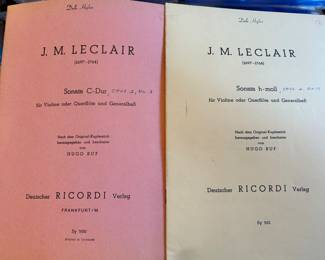 J. M. LECLAIR
(1697-1764)
Sonate C-Dur,
für Violine oder Querflöte und Generalbaß
Nach dem Original-Kupferstich
herausgegeben und bearbeitet
von
HUGO RUF
Deutscher RICORDI Verlag
FRANKFURT/M.
J. M. LECLAIR
(1697-1764)
Sonate h-moll
für Violine oder Querflöte und Generalbaß
Nach dem Original-Kupferstich
herausgegeben und bearbeitet
von
HUGO RUF
Deutscher RICORDI Verlag